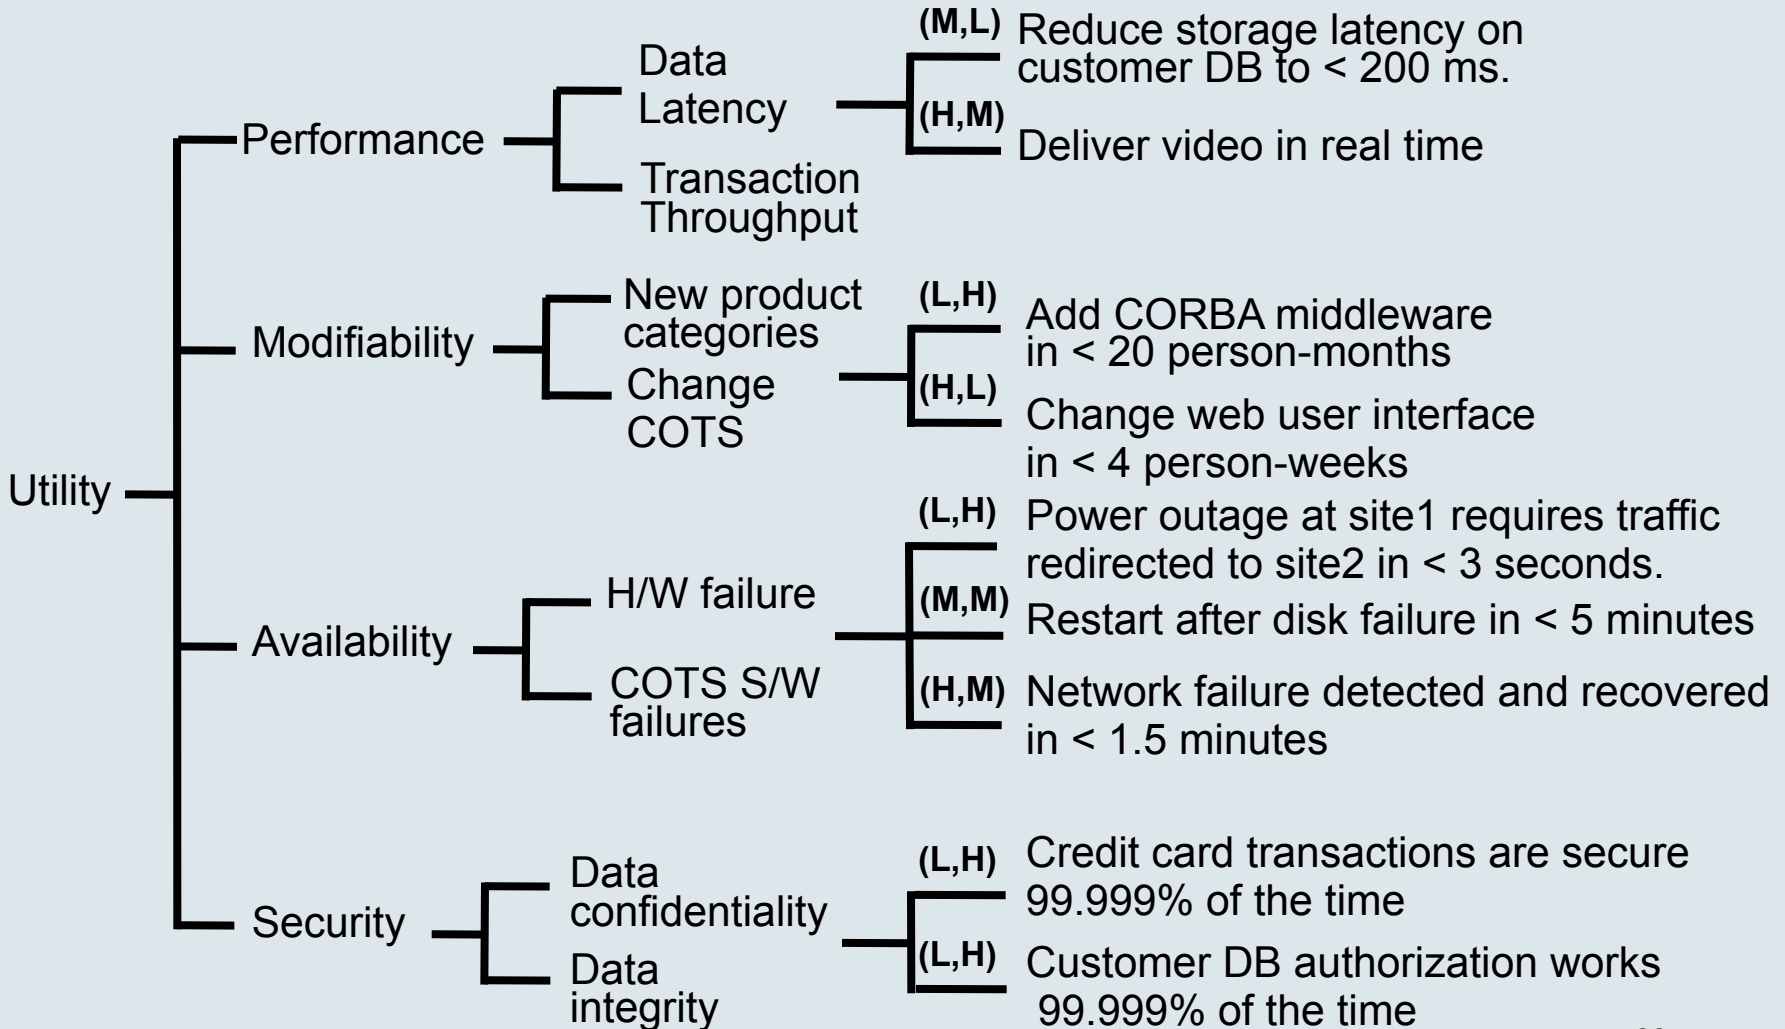 Utility
Performance
Data
Latency
(M,L)
Reduce storage latency on
customer DB to < 200 ms.
(H,M)
Deliver video in real time
Transaction
Throughput
Modifiability
New product
categories
Change
COTS
(L,H)
Add CORBA middleware
in < 20 person-months
(H,L)
Change web user interface
in < 4 person-weeks
Availability
H/W failure
COTS S/W
failures
(L,H)
Power outage at site1 requires traffic
redirected to site2 in < 3 seconds.
(M,M)
Restart after disk failure in < 5 minutes
(H,M)
Network failure detected and recovered
in < 1.5 minutes
Security
Data
confidentiality
Data
integrity
(L,H)
Credit card transactions are secure
99.999% of the time
(L,H)
Customer DB authorization works
99.999% of the time